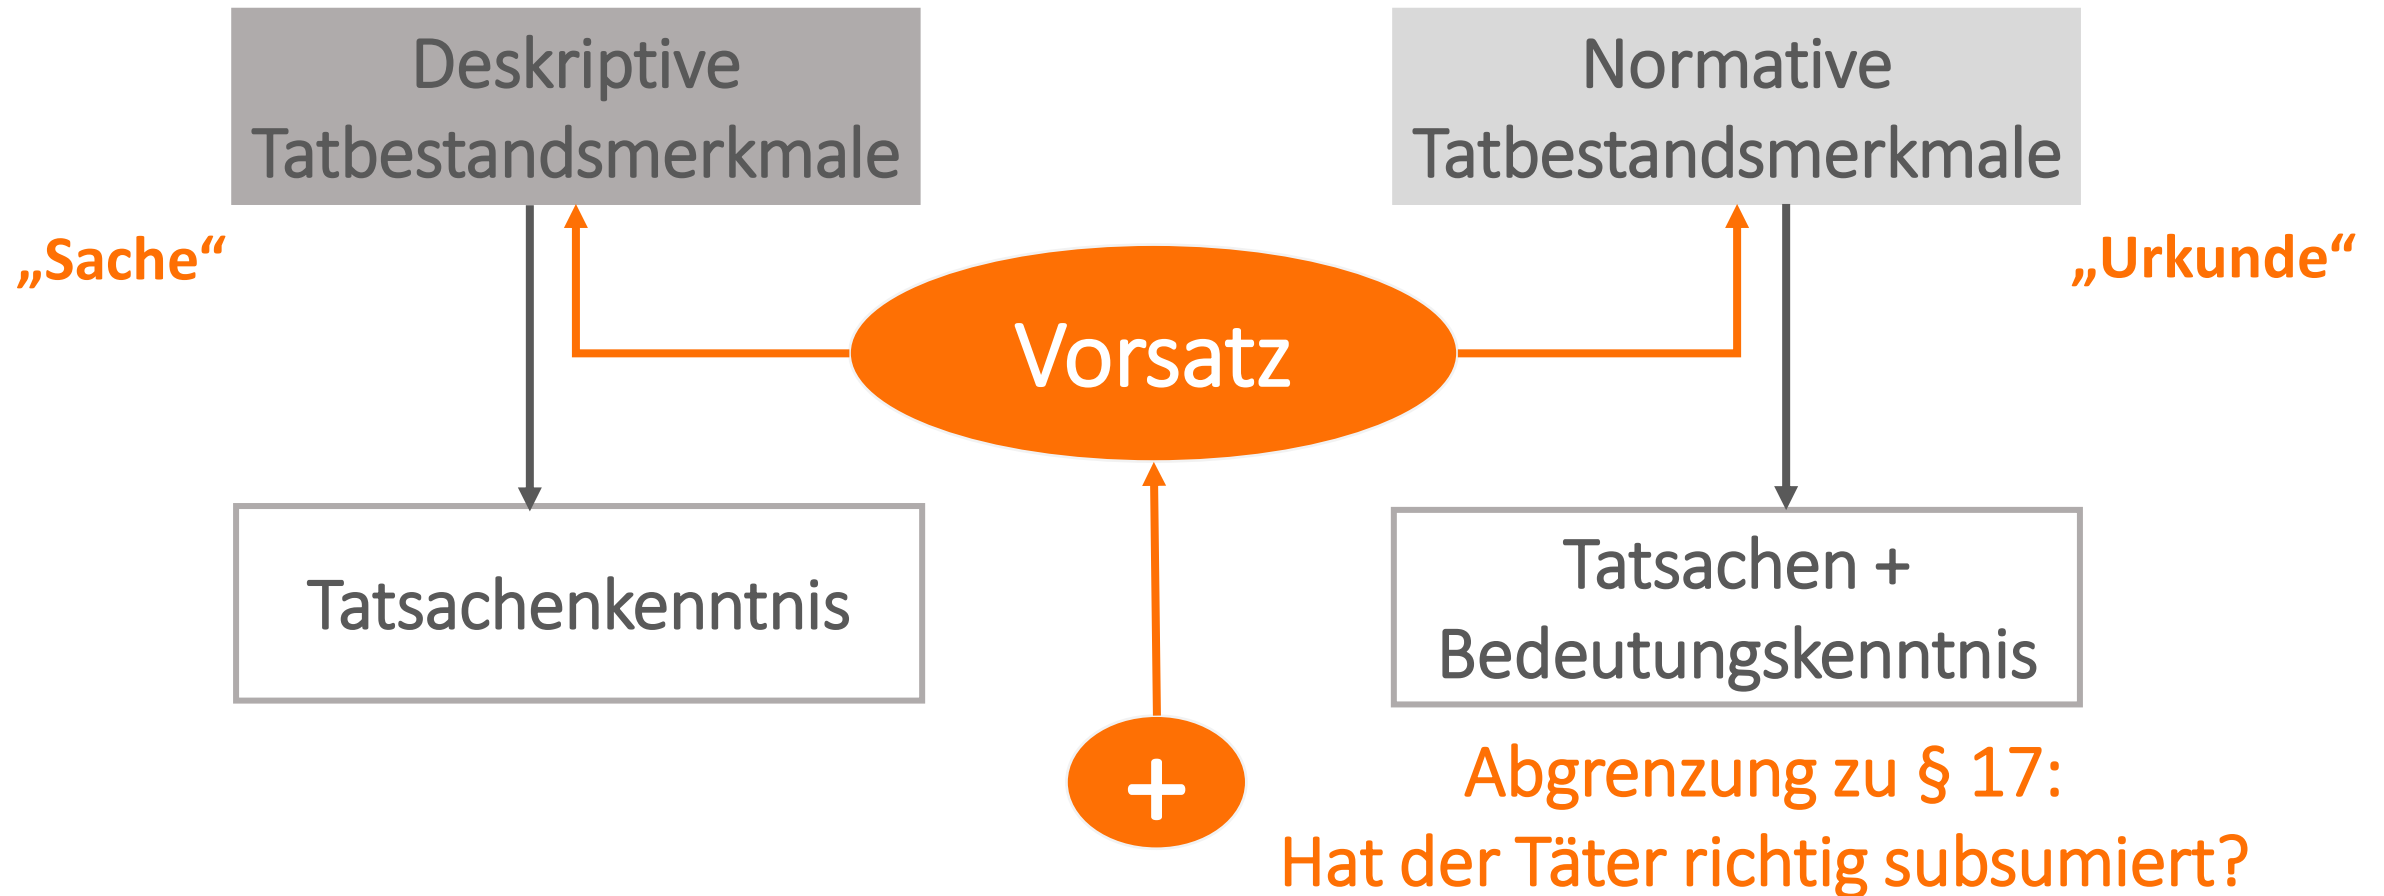 Deskriptive
Tatbestandsmerkmale
Normative
Tatbestandsmerkmale
„Sache“
„Urkunde“
Vorsatz
Tatsachenkenntnis
Tatsachen +
Bedeutungskenntnis
+
Abgrenzung zu § 17:
Hat der Täter richtig subsumiert?